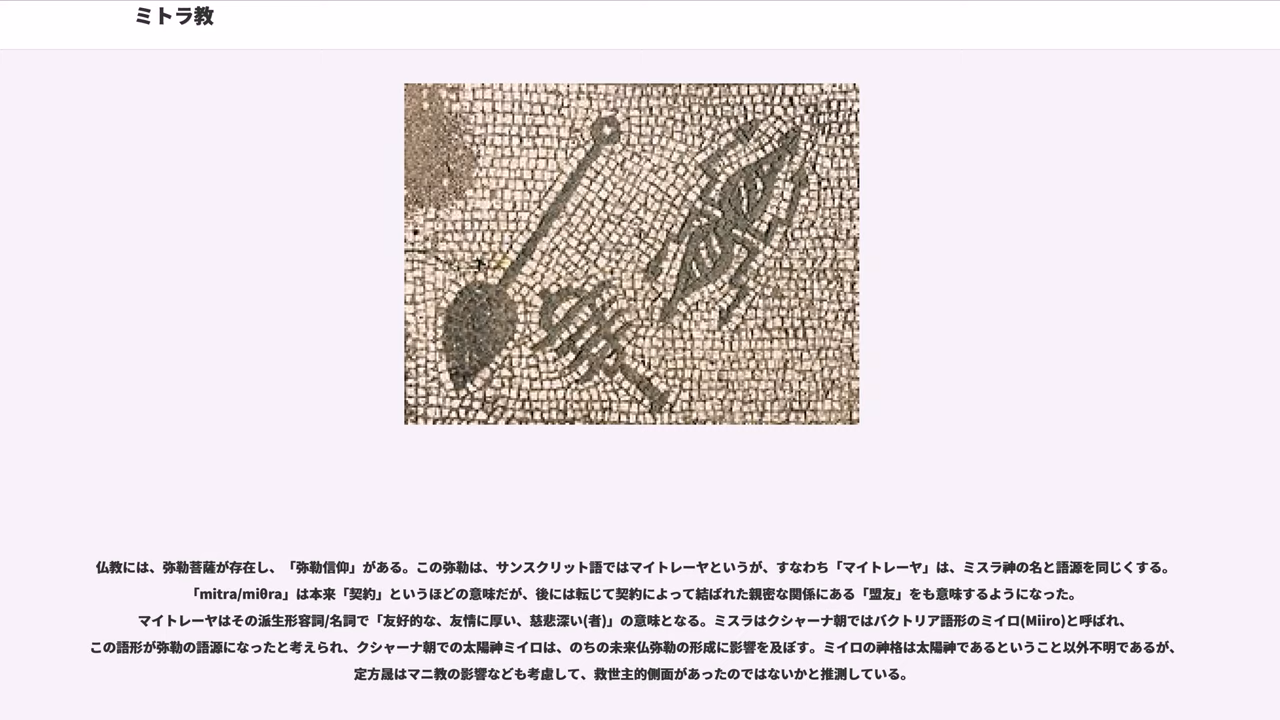 ミトラ教
仏教には、弥勒菩薩が存在し、「弥勒信仰」がある。この弥勒は、サンスクリット語ではマイトレーヤというが、すなわち「マイトレーヤ」は、ミスラ神の名と語源を同じくする。
「mitra/miθra」は本来「契約」というほどの意味だが、後には転じて契約によって結ばれた親密な関係にある「盟友」をも意味するようになった。
マイトレーヤはその派生形容詞/名詞で「友好的な、友情に厚い、慈悲深い(者)」の意味となる。ミスラはクシャーナ朝ではバクトリア語形のミイロ(Miiro)と呼ばれ、
この語形が弥勒の語源になったと考えられ、クシャーナ朝での太陽神ミイロは、のちの未来仏弥勒の形成に影響を及ぼす。ミイロの神格は太陽神であるということ以外不明であるが、
定方晟はマニ教の影響なども考慮して、救世主的側面があったのではないかと推測している。